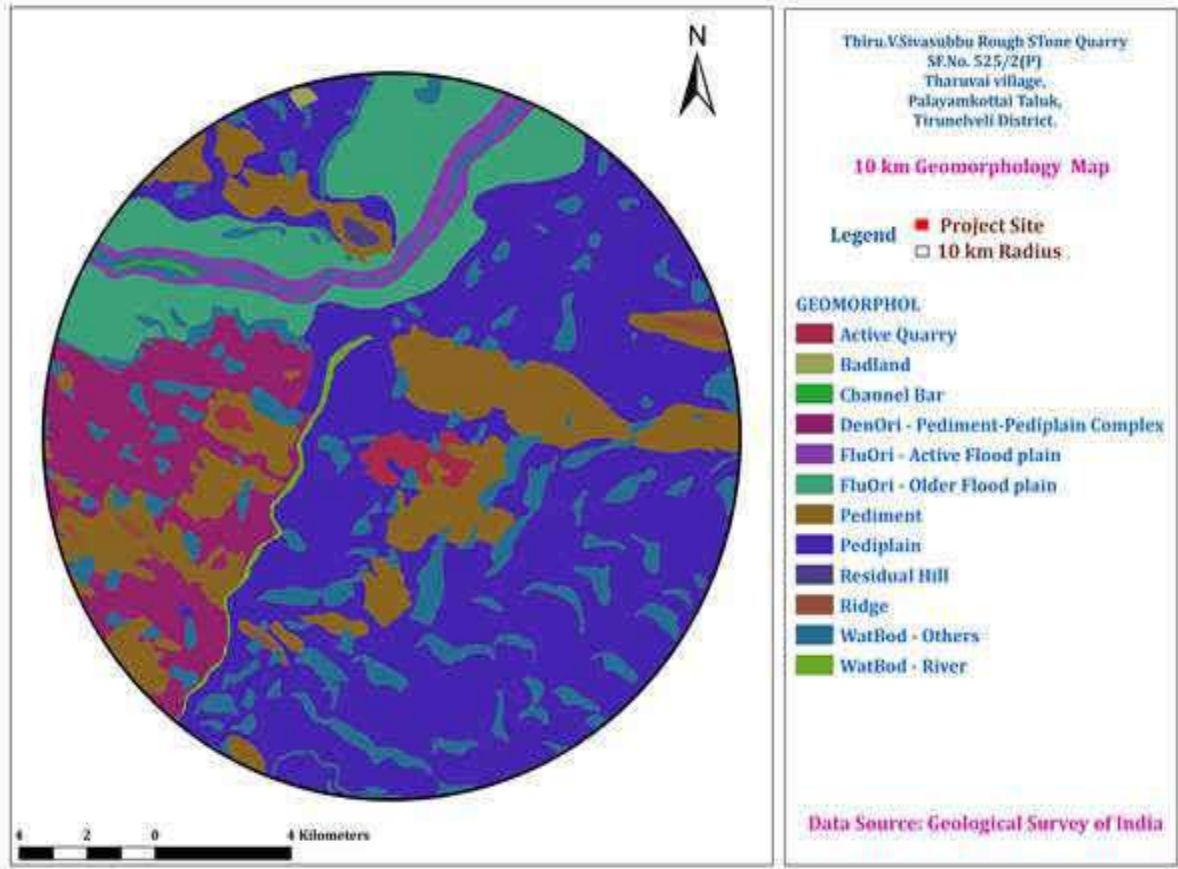 N
4 2 0 4 Kilometers
Thiru.V.Sivasubbu Rough STone Quarry
SF.No. 525/2(P)
Tharuvai village,
Palayamkottai Taluk,
Tirunelveli District.
10 km Geomorphology Map
Legend
Project Site
10 km Radius
GEOMORPHOL
Active Quarry
Badland
Channel Bar
DenOri - Pediment-Pediplain Complex
FluOri - Active Flood plain
FluOri - Older Flood plain
Pediment
Pediplain
Residual Hill
Ridge
WatBod - Others
WatBod - River
Data Source: Geological Survey of India